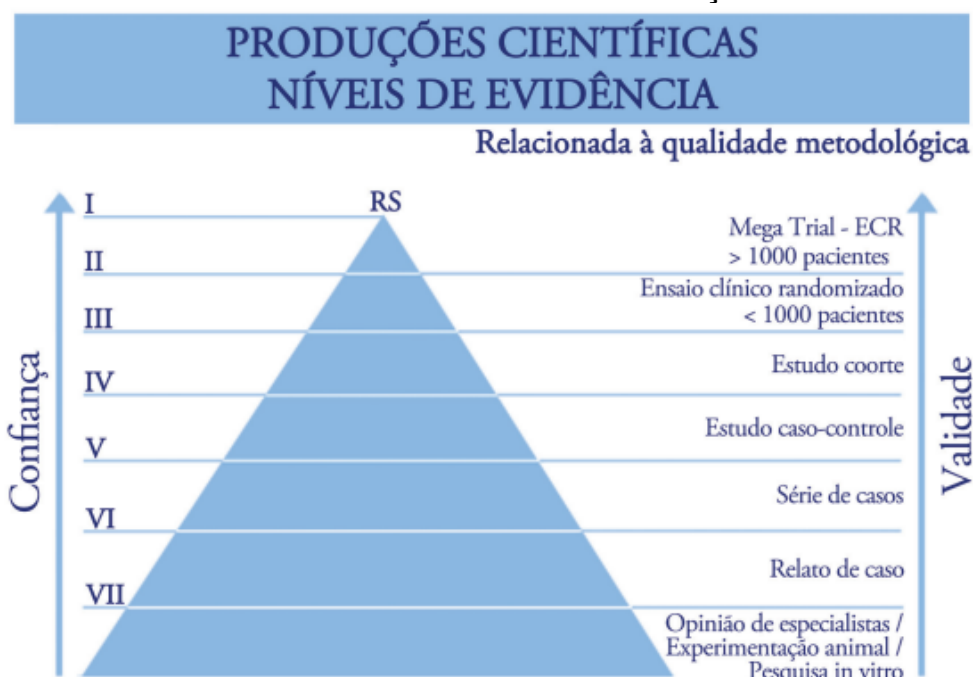 PRODUÇÕES CIENTÍFICAS
NÍVEIS DE EVIDÊNCIA
Relacionada à qualidade metodológica
I
RS
Mega Trial - ECR
> 1000 pacientes
II
Ensaio clínico randomizado
< 1000 pacientes
III
Estudo coorte
IV
Estudo caso-controle
V
Série de casos
VI
Relato de caso
VII
Opinião de especialistas /
Experimentação animal /
Pesquisa in vitro
Confiança
Validade